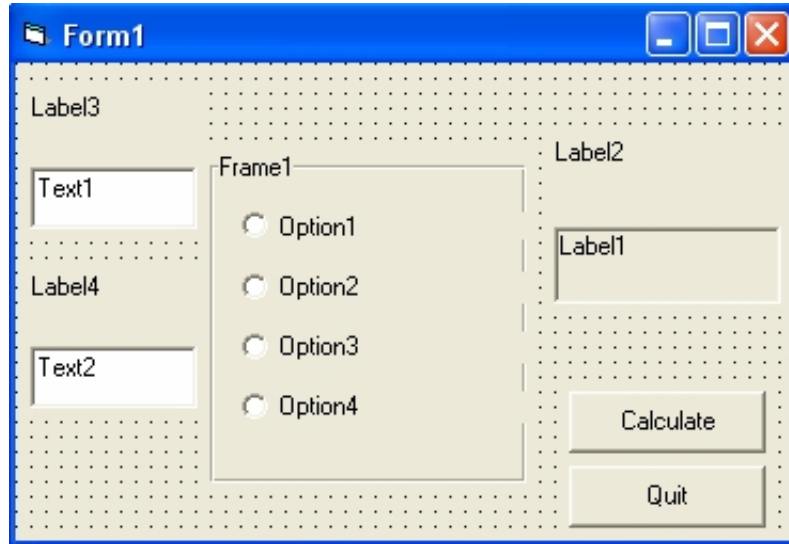 Form1
Label3
Text1
Label4
Text2
Frame1
Option1
Option2
Option3
Option4
Label2
Label1
Calculate
Quit